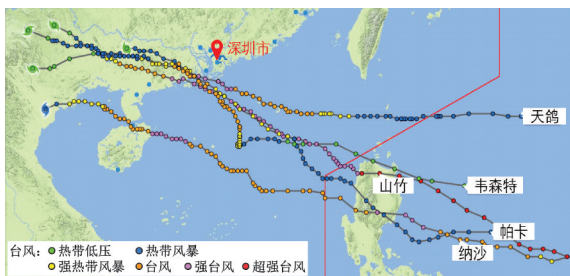 深圳市
天鸽
山竹
韦森特
帕卡
纳沙
台风：热带低压 热带风暴
强热带风暴 台风 强台风 超强台风